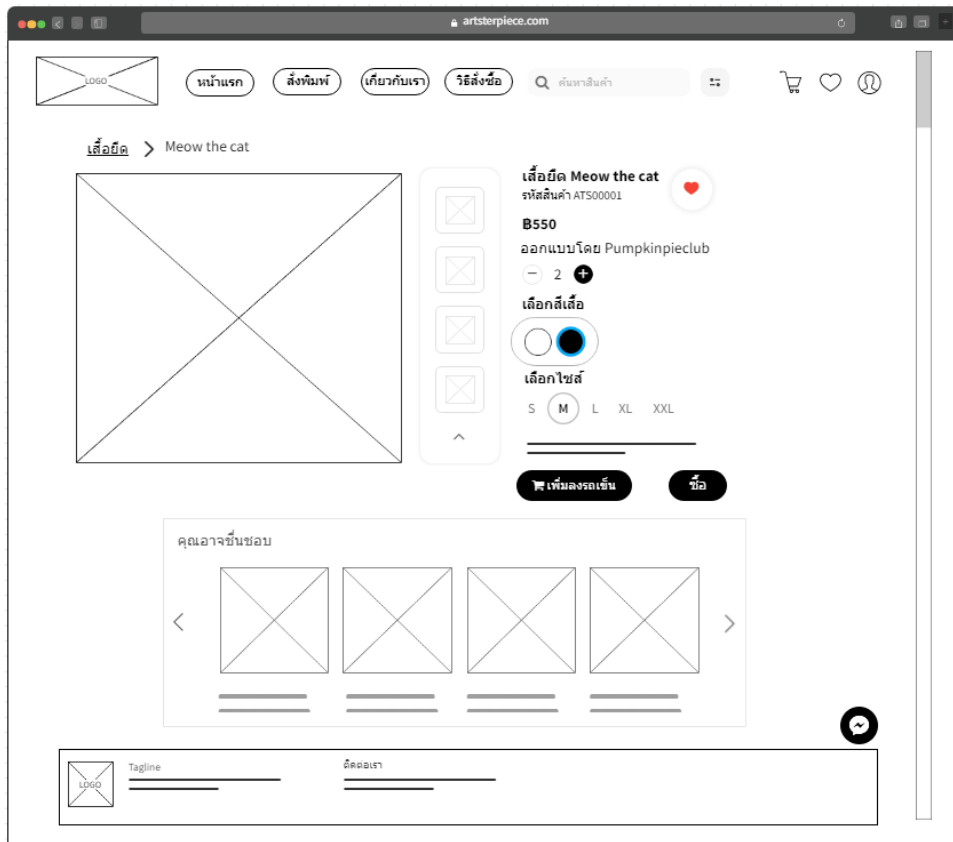 artsterpiece.com
LOGO
หน้าแรก
สั่งพิมพ์
เกี่ยวกับเรา
วิธีสั่งซื้อ
ค้นหาสินค้า
เสื้อยืด > Meow the cat
เสื้อยืด Meow the cat
รหัสสินค้า ATS00001
฿550
ออกแบบโดย Pumpkinpieclub
2
เลือกสีเสื้อ
เลือกไซส์
S M L XL XXL
เพิ่มลงรถเข็น
ซื้อ
คุณอาจชื่นชอบ
LOGO
Tagline
ติดต่อเรา